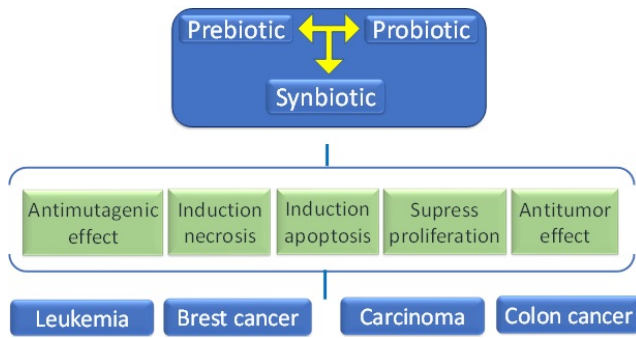 Prebiotic
Probiotic
Synbiotic
Antimutagenic
effect
Induction
necrosis
Induction
apoptosis
Supress
proliferation
Antitumor
effect
Leukemia
Brest cancer
Carcinoma
Colon cancer